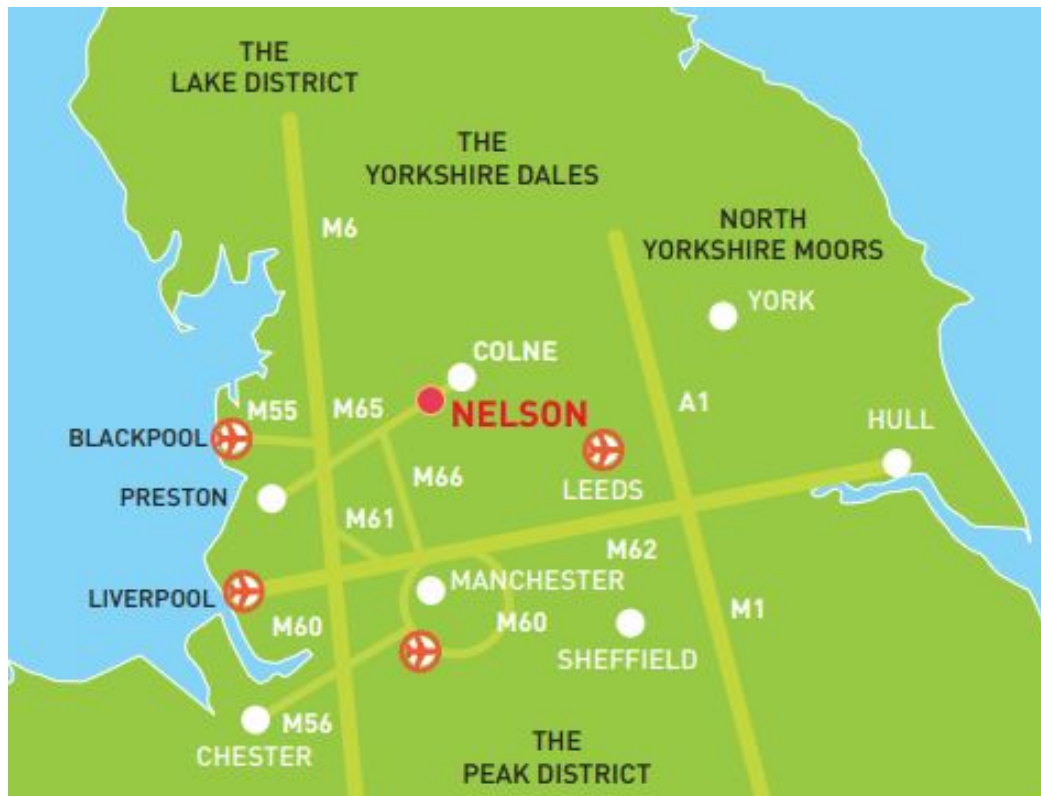 THE
LAKE DISTRICT
THE
YORKSHIRE DALES
M6
NORTH
YORKSHIRE MOORS
YORK
COLNE
M55
M65
NELSON
A1
HULL
BLACKPOOL
M66
LEEDS
PRESTON
M61
M62
MANCHESTER
LIVERPOOL
M60
M60
M1
SHEFFIELD
M56
CHESTER
THE
PEAK DISTRICT